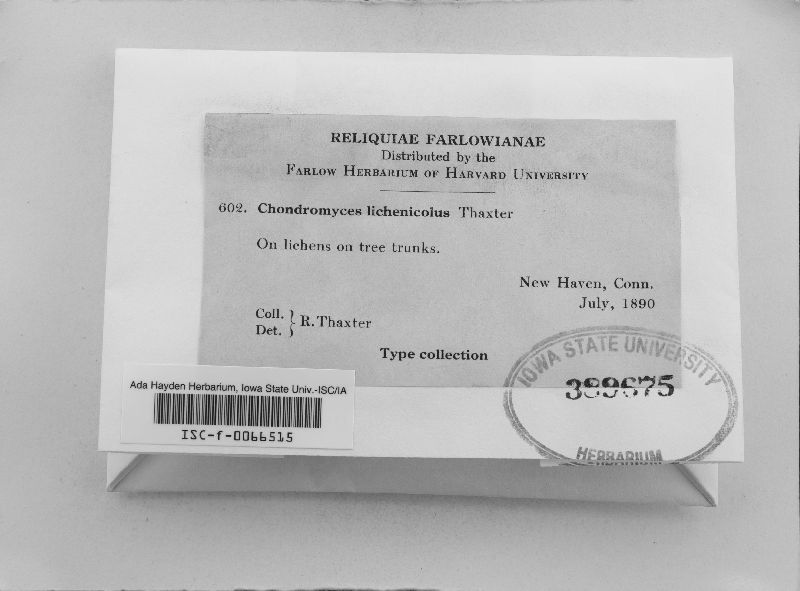 RELIQUIAE FARLOWIANAE
Distributed by the
FARLOW HERBARIUM OF HARVARD UNIVERSITY
602. Chondromyces lichenicolus Thaxter
On lichens on tree trunks.
New Haven, Conn.
July, 1890
Coll. } R. Thaxter
Det.
Type collection
IOWA STATE UNIVERSITY
HERBARIUM
Ada Hayden Herbarium, Iowa State Univ.-ISC/IA
ISC-f-0066515